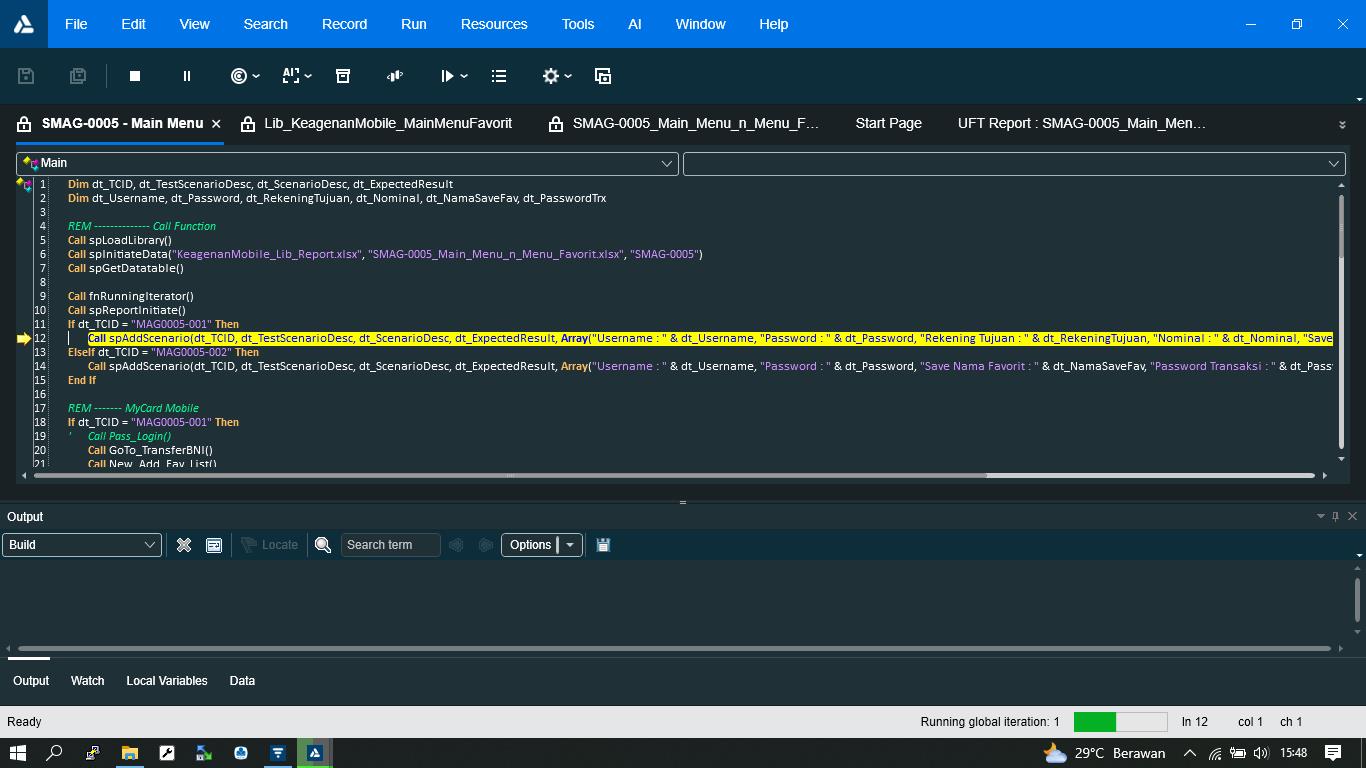 File Edit View Search Record Run Resources Tools AI Window Help
SMAG-0005 - Main Menu Lib_KeagenanMobile_MainMenuFavorit SMAG-0005_Main_Menu_n_Menu_F... Start Page UFT Report : SMAG-0005_Main_Men...
Main
1 Dim dt_TCID, dt_TestScenarioDesc, dt_ScenarioDesc, dt_ExpectedResult
2 Dim dt_Username, dt_Password, dt_RekeningTujuan, dt_Nominal, dt_NamaSaveFav, dt_PasswordTrx
3
4 REM -------------- Call Function
5 Call spLoadLibrary()
6 Call spInitiateData("KeagenanMobile_Lib_Report.xlsx", "SMAG-0005_Main_Menu_n_Menu_Favorit.xlsx", "SMAG-0005")
7 Call spGetDatatable()
8
9 Call fnRunningIterator()
10 Call spReportInitiate()
11 If dt_TCID = "MAG0005-001" Then
12 Call spAddScenario(dt_TCID, dt_TestScenarioDesc, dt_ScenarioDesc, dt_ExpectedResult, Array("Username : " & dt_Username, "Password : " & dt_Password, "Rekening Tujuan : " & dt_RekeningTujuan, "Nominal : " & dt_Nominal, "Save
13 ElseIf dt_TCID = "MAG0005-002" Then
14 Call spAddScenario(dt_TCID, dt_TestScenarioDesc, dt_ScenarioDesc, dt_ExpectedResult, Array("Username : " & dt_Username, "Password : " & dt_Password, "Save Nama Favorit : " & dt_NamaSaveFav, "Password Transaksi : " & dt_Pass
15 End If
16
17 REM ------- MyCard Mobile
18 If dt_TCID = "MAG0005-001" Then
19 ' Call Pass_Login()
20 Call GoTo_TransferBNI()
21 Call New_Add_Fav_List()
Output
Build Locate Search term Options
Output Watch Local Variables Data
Ready Running global iteration: 1 ln 12 col 1 ch 1
29°C Berawan 15:48